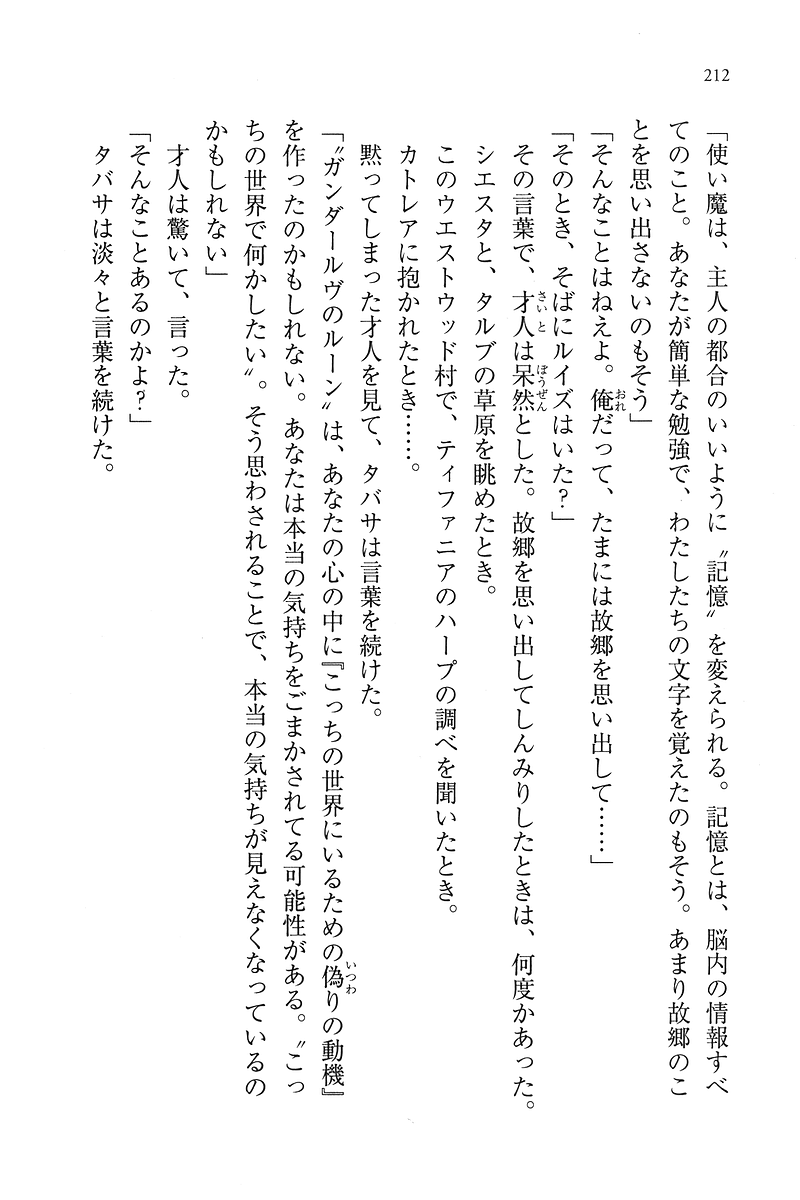 212
「使い魔は、主人の都合のいいように〝記憶〟を変えられる。記憶とは、脳内の情報すべ
てのこと。あなたが簡単な勉強で、わたしたちの文字を覚えたのもそう。あまり故郷のこ
とを思い出さないのもそう」
「そんなことはねえよ。俺だって、たまには故郷を思い出して……」
「そのとき、そばにルイズはいた?」
その言葉で、才人は呆然とした。故郷を思い出してしんみりしたときは、何度かあった。
シエスタと、タルブの草原を眺めたとき。
このウエストウッド村で、ティファニアのハープの調べを聞いたとき。
カトレアに抱かれたとき……。
黙ってしまった才人を見て、タバサは言葉を続けた。
「〝ガンダールヴのルーン〟は、あなたの心の中に『こっちの世界にいるための偽りの動機』
を作ったのかもしれない。あなたは本当の気持ちをごまかされてる可能性がある。〝こっ
ちの世界で何かしたい〟。そう思わされることで、本当の気持ちが見えなくなっているの
かもしれない」
才人は驚いて、言った。
「そんなことあるのかよ?」
タバサは淡々と言葉を続けた。